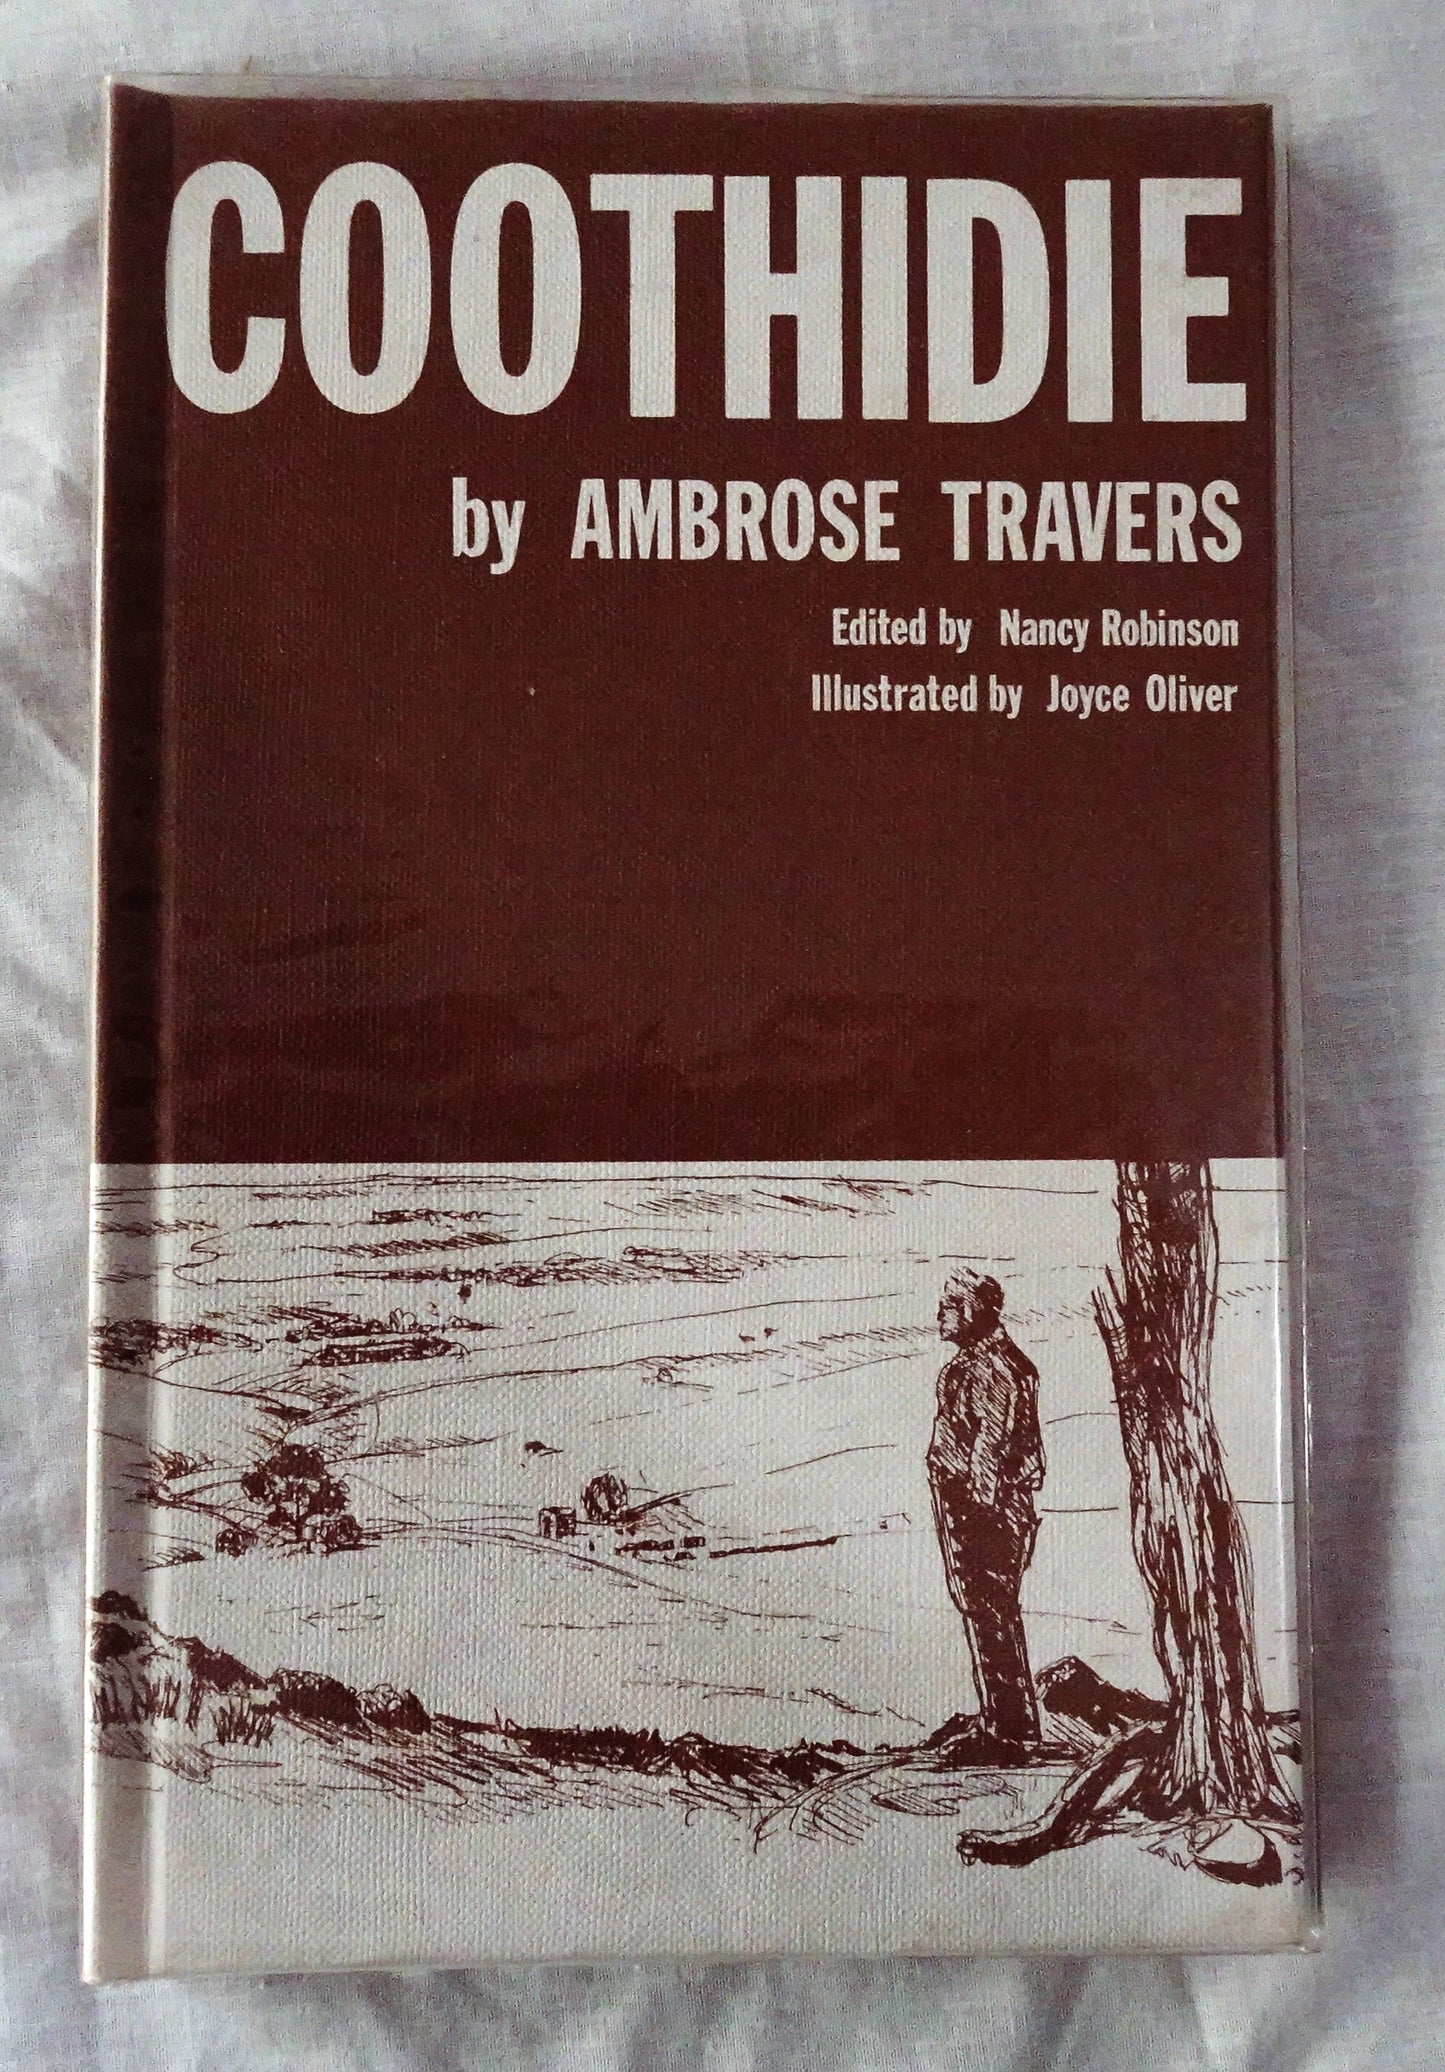 COOTHIDIE
by AMBROSE TRAVERS
Edited by Nancy Robinson
Illustrated by Joyce Oliver